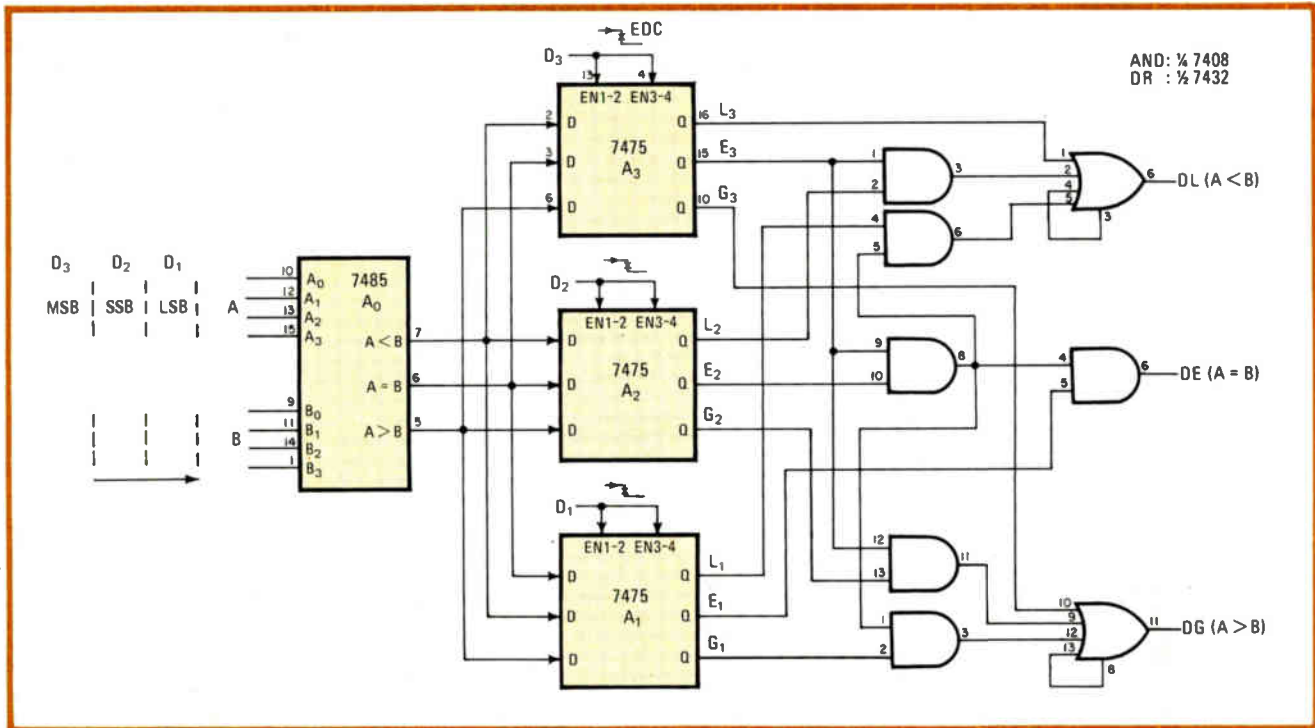 EDC
D3
13 4
EN1-2 EN3-4
2 D Q 16 L3
3 D Q 15 E3
6 D Q 10 G3
7475
A3
AND: ¼ 7408
DR : ½ 7432
1
2
3
4
5
6
1
2
4
5
3
6
DL (A < B)
D3 D2 D1
MSB SSB LSB
A
10 A0
12 A1
13 A2
15 A3
7485
A0
A < B 7
A = B 6
A > B 5
B
9 B0
11 B1
14 B2
1 B3
D2
EN1-2 EN3-4
D Q L2
D Q E2
D Q G2
7475
A2
9
10
8
4
5
6
DE (A = B)
D1
EN1-2 EN3-4
D Q L1
D Q E1
D Q G1
7475
A1
12
13
11
1
2
3
10
9
12
13
8
11
DG (A > B)